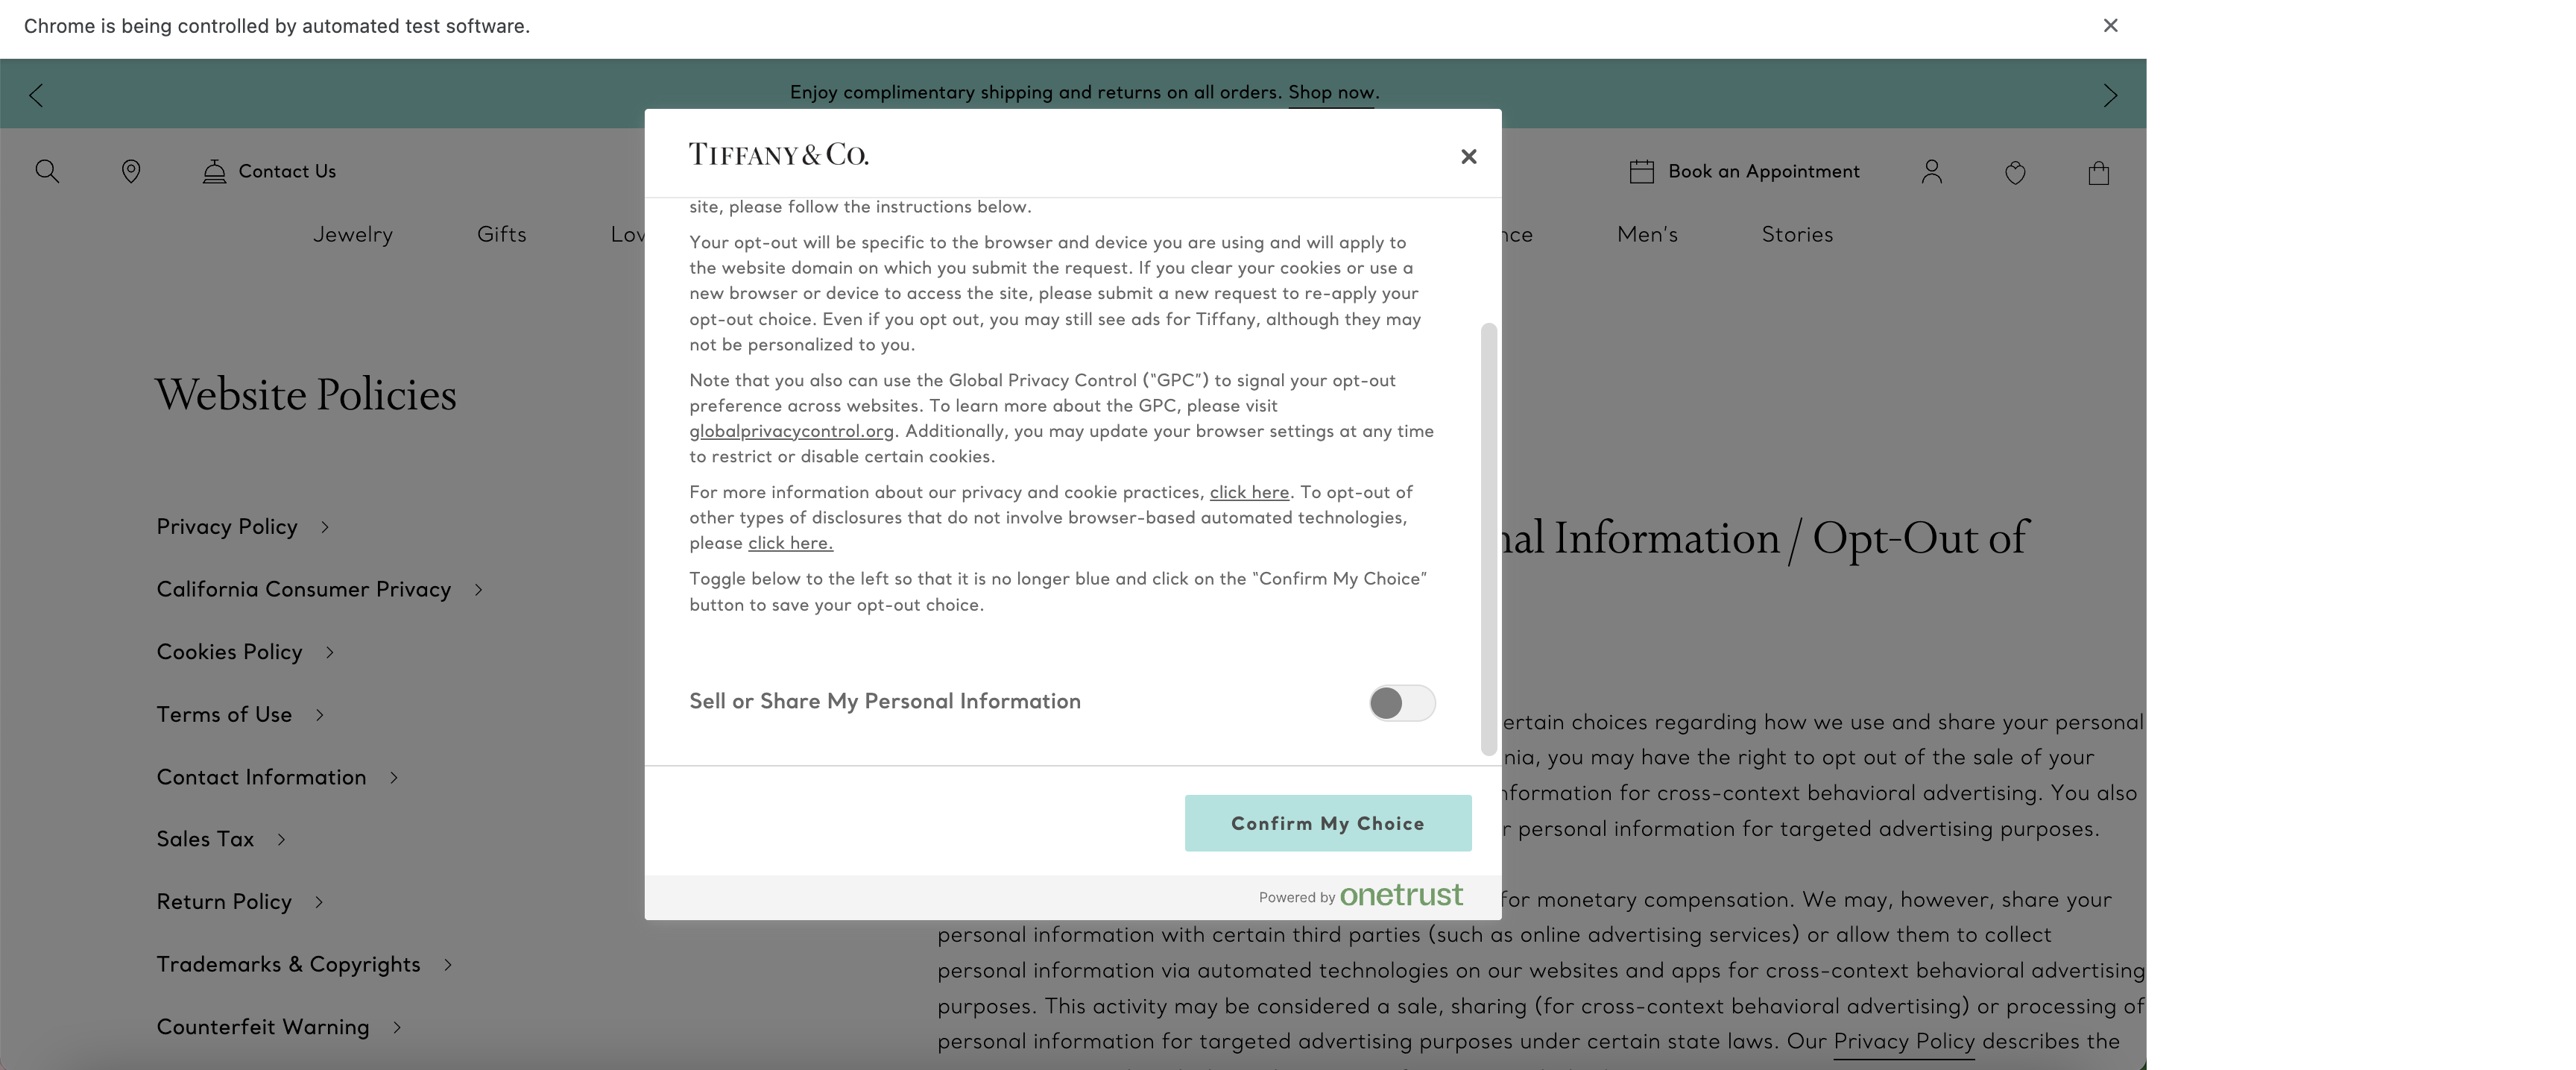 Chrome is being controlled by automated test software.
Enjoy complimentary shipping and returns on all orders. Shop now.
Contact Us
Book an Appointment
Jewelry
Gifts
Men's
Stories
TIFFANY & CO.
site, please follow the instructions below.
Your opt-out will be specific to the browser and device you are using and will apply to
the website domain on which you submit the request. If you clear your cookies or use a
new browser or device to access the site, please submit a new request to re-apply your
opt-out choice. Even if you opt out, you may still see ads for Tiffany, although they may
not be personalized to you.
Note that you also can use the Global Privacy Control (“GPC”) to signal your opt-out
preference across websites. To learn more about the GPC, please visit
globalprivacycontrol.org. Additionally, you may update your browser settings at any time
to restrict or disable certain cookies.
For more information about our privacy and cookie practices, click here. To opt-out of
other types of disclosures that do not involve browser-based automated technologies,
please click here.
Toggle below to the left so that it is no longer blue and click on the “Confirm My Choice”
button to save your opt-out choice.
Sell or Share My Personal Information
Confirm My Choice
Powered by onetrust
Website Policies
Privacy Policy
California Consumer Privacy
Cookies Policy
Terms of Use
Contact Information
Sales Tax
Return Policy
Trademarks & Copyrights
Counterfeit Warning
Information / Opt-Out of
certain choices regarding how we use and share your personal
you may have the right to opt out of the sale of your
information for cross-context behavioral advertising. You also
personal information for targeted advertising purposes.
for monetary compensation. We may, however, share your
personal information with certain third parties (such as online advertising services) or allow them to collect
personal information via automated technologies on our websites and apps for cross-context behavioral advertising
purposes. This activity may be considered a sale, sharing (for cross-context behavioral advertising) or processing of
personal information for targeted advertising purposes under certain state laws. Our Privacy Policy describes the